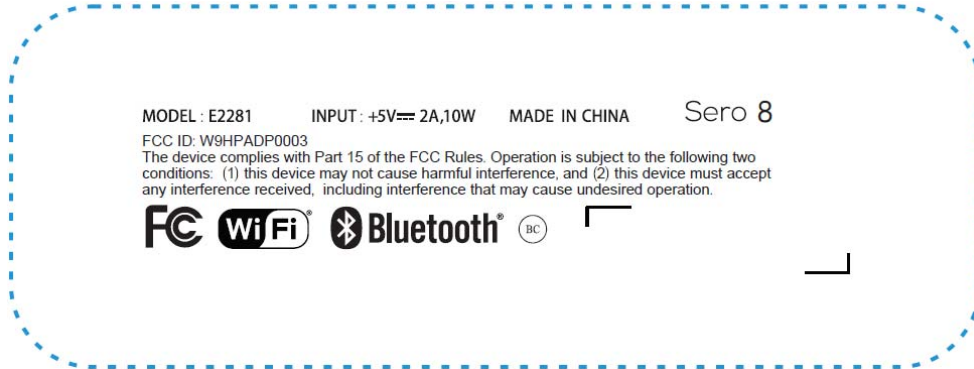 MODEL : E2281 INPUT : +5V⎓ 2A,10W MADE IN CHINA Sero 8
FCC ID: W9HPADP0003
The device complies with Part 15 of the FCC Rules. Operation is subject to the following two
conditions: (1) this device may not cause harmful interference, and (2) this device must accept
any interference received, including interference that may cause undesired operation.
FC Wi Fi® Bluetooth® BC